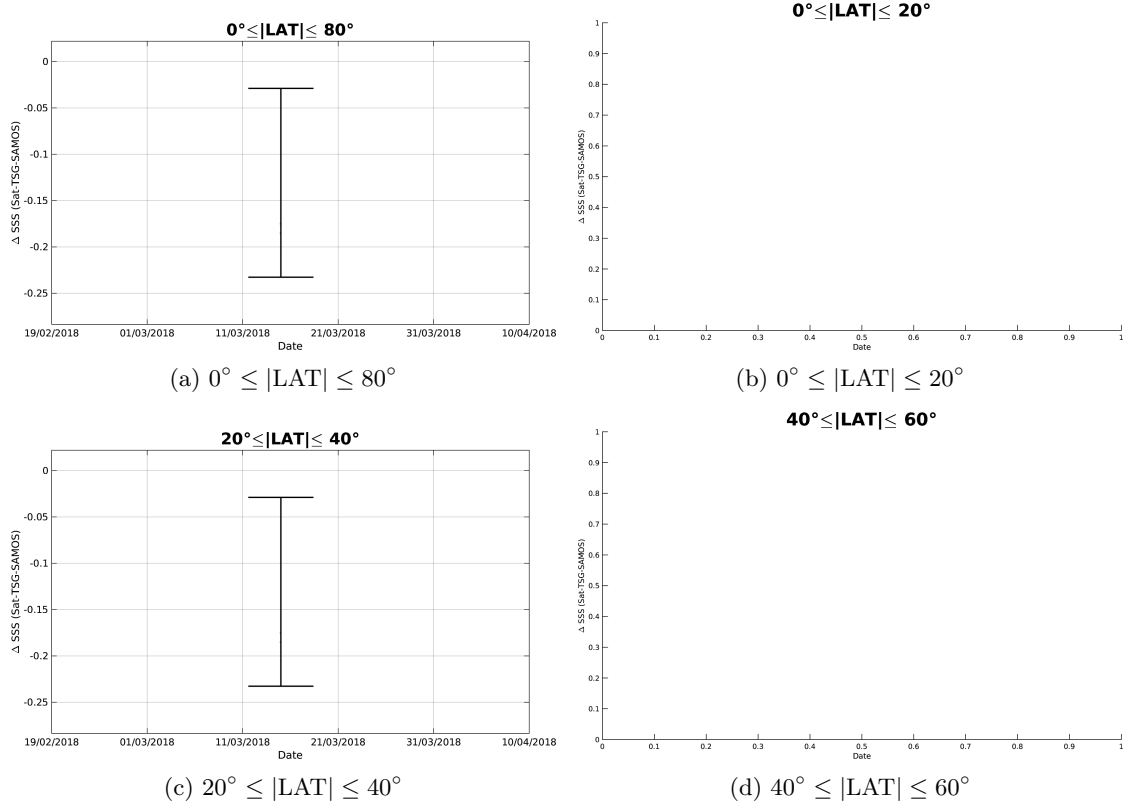 0°≤|LAT|≤ 80°
0
-0.05
-0.1
-0.15
-0.2
-0.25
Δ SSS (Sat-TSG-SAMOS)
19/02/2018 01/03/2018 11/03/2018 21/03/2018 31/03/2018 10/04/2018
Date
(a) 0° ≤ |LAT| ≤ 80°
0°≤|LAT|≤ 20°
1
0.9
0.8
0.7
0.6
0.5
0.4
0.3
0.2
0.1
0
Δ SSS (Sat-TSG-SAMOS)
0 0.1 0.2 0.3 0.4 0.5 0.6 0.7 0.8 0.9 1
Date
(b) 0° ≤ |LAT| ≤ 20°
20°≤|LAT|≤ 40°
0
-0.05
-0.1
-0.15
-0.2
-0.25
Δ SSS (Sat-TSG-SAMOS)
19/02/2018 01/03/2018 11/03/2018 21/03/2018 31/03/2018 10/04/2018
Date
(c) 20° ≤ |LAT| ≤ 40°
40°≤|LAT|≤ 60°
1
0.9
0.8
0.7
0.6
0.5
0.4
0.3
0.2
0.1
0
Δ SSS (Sat-TSG-SAMOS)
0 0.1 0.2 0.3 0.4 0.5 0.6 0.7 0.8 0.9 1
Date
(d) 40° ≤ |LAT| ≤ 60°